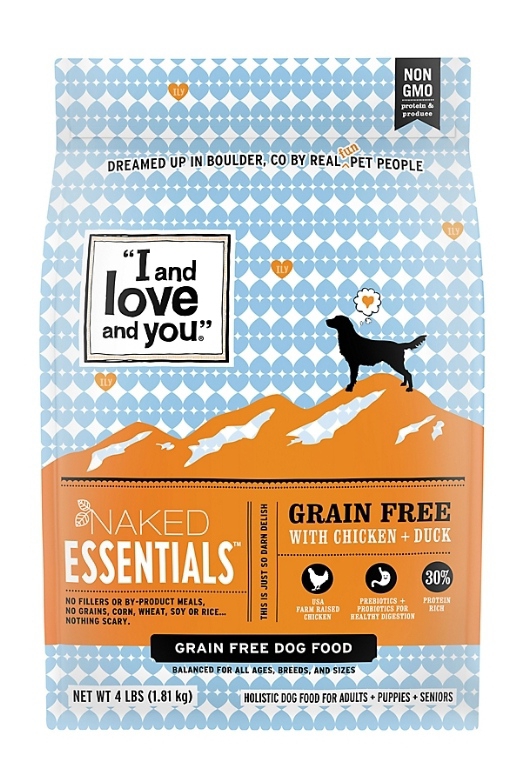 ILY
NON
GMO
protein &
produce
DREAMED UP IN BOULDER, CO BY REAL fun PET PEOPLE
ILY
ILY
"I and
love
and you"®
ILY
NAKED
ESSENTIALS™
NO FILLERS OR BY-PRODUCT MEALS,
NO GRAINS, CORN, WHEAT, SOY OR RICE...
NOTHING SCARY.
THIS IS JUST SO DARN DELISH
GRAIN FREE
WITH CHICKEN + DUCK
USA
FARM RAISED
CHICKEN
PREBIOTICS +
PROBIOTICS FOR
HEALTHY DIGESTION
30%
PROTEIN
RICH
GRAIN FREE DOG FOOD
BALANCED FOR ALL AGES, BREEDS, AND SIZES
NET WT 4 LBS (1.81 kg)
HOLISTIC DOG FOOD FOR ADULTS + PUPPIES + SENIORS